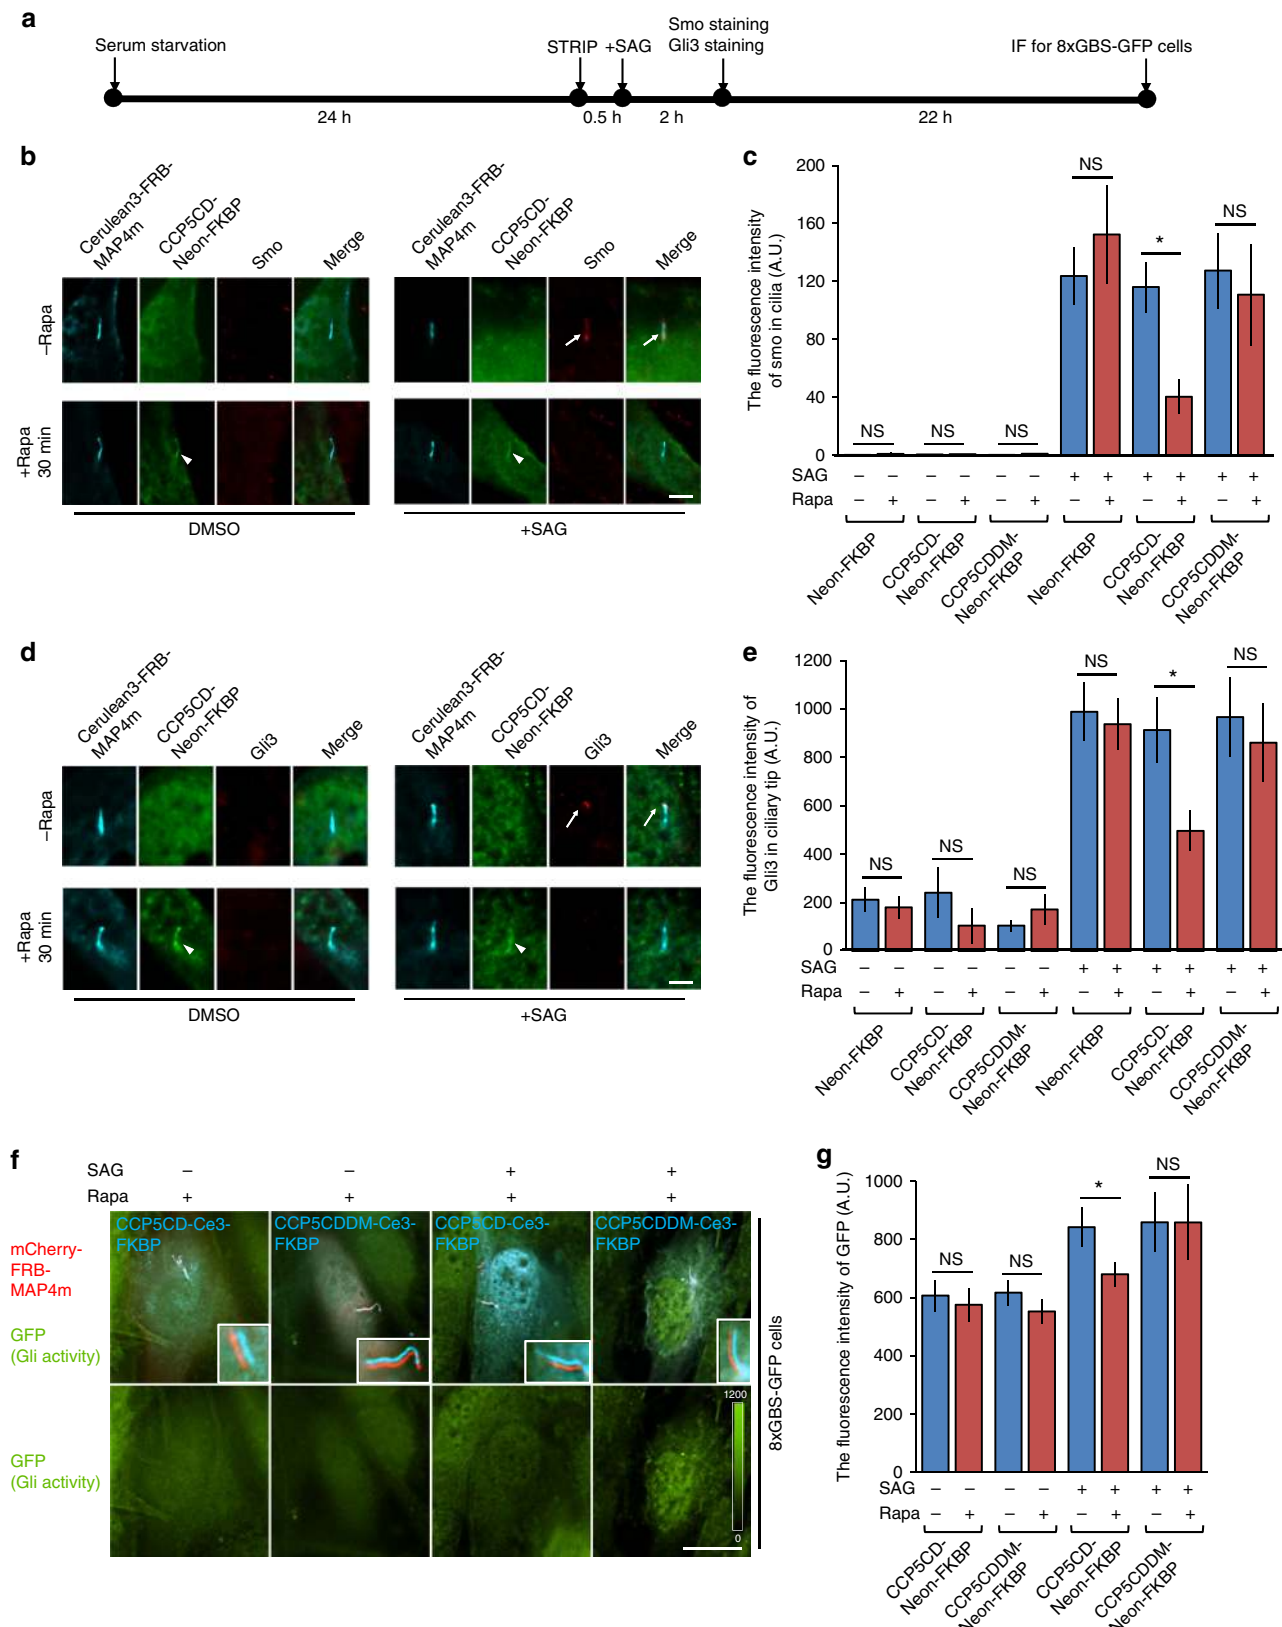 a
Serum starvation
STRIP
+SAG
Smo staining
Gli3 staining
IF for 8xGBS-GFP cells
24 h
0.5 h
2 h
22 h
b
Cerulean3-FRB-
MAP4m
CCP5CD-
Neon-FKBP
Smo
Merge
Cerulean3-FRB-
MAP4m
CCP5CD-
Neon-FKBP
Smo
Merge
–Rapa
+Rapa
30 min
DMSO
+SAG
c
The fluorescence intensity
of smo in cilia (A.U.)
200
160
120
80
40
0
NS
NS
NS
NS
*
NS
SAG – – – – – – + + + + + +
Rapa – + – + – + – + – + – +
Neon-FKBP
CCP5CD-
Neon-FKBP
CCP5CDDM-
Neon-FKBP
Neon-FKBP
CCP5CD-
Neon-FKBP
CCP5CDDM-
Neon-FKBP
d
Cerulean3-FRB-
MAP4m
CCP5CD-
Neon-FKBP
Gli3
Merge
Cerulean3-FRB-
MAP4m
CCP5CD-
Neon-FKBP
Gli3
Merge
–Rapa
+Rapa
30 min
DMSO
+SAG
e
The fluorescence intensity of
Gli3 in ciliary tip (A.U.)
1200
1000
800
600
400
200
0
NS
NS
NS
NS
*
NS
SAG – – – – – – + + + + + +
Rapa – + – + – + – + – + – +
Neon-FKBP
CCP5CD-
Neon-FKBP
CCP5CDDM-
Neon-FKBP
Neon-FKBP
CCP5CD-
Neon-FKBP
CCP5CDDM-
Neon-FKBP
f
SAG – – + +
Rapa + + + +
CCP5CD-Ce3-
FKBP
CCP5CDDM-Ce3-
FKBP
CCP5CD-Ce3-
FKBP
CCP5CDDM-Ce3-
FKBP
mCherry-
FRB-
MAP4m
GFP
(Gli activity)
GFP
(Gli activity)
1200
0
8xGBS-GFP cells
g
The fluorescence intensity of GFP (A.U.)
1000
800
600
400
200
0
NS
NS
*
NS
SAG – – – – + + + +
Rapa – + – + – + – +
CCP5CD-
Neon-FKBP
CCP5CDDM-
Neon-FKBP
CCP5CD-
Neon-FKBP
CCP5CDDM-
Neon-FKBP